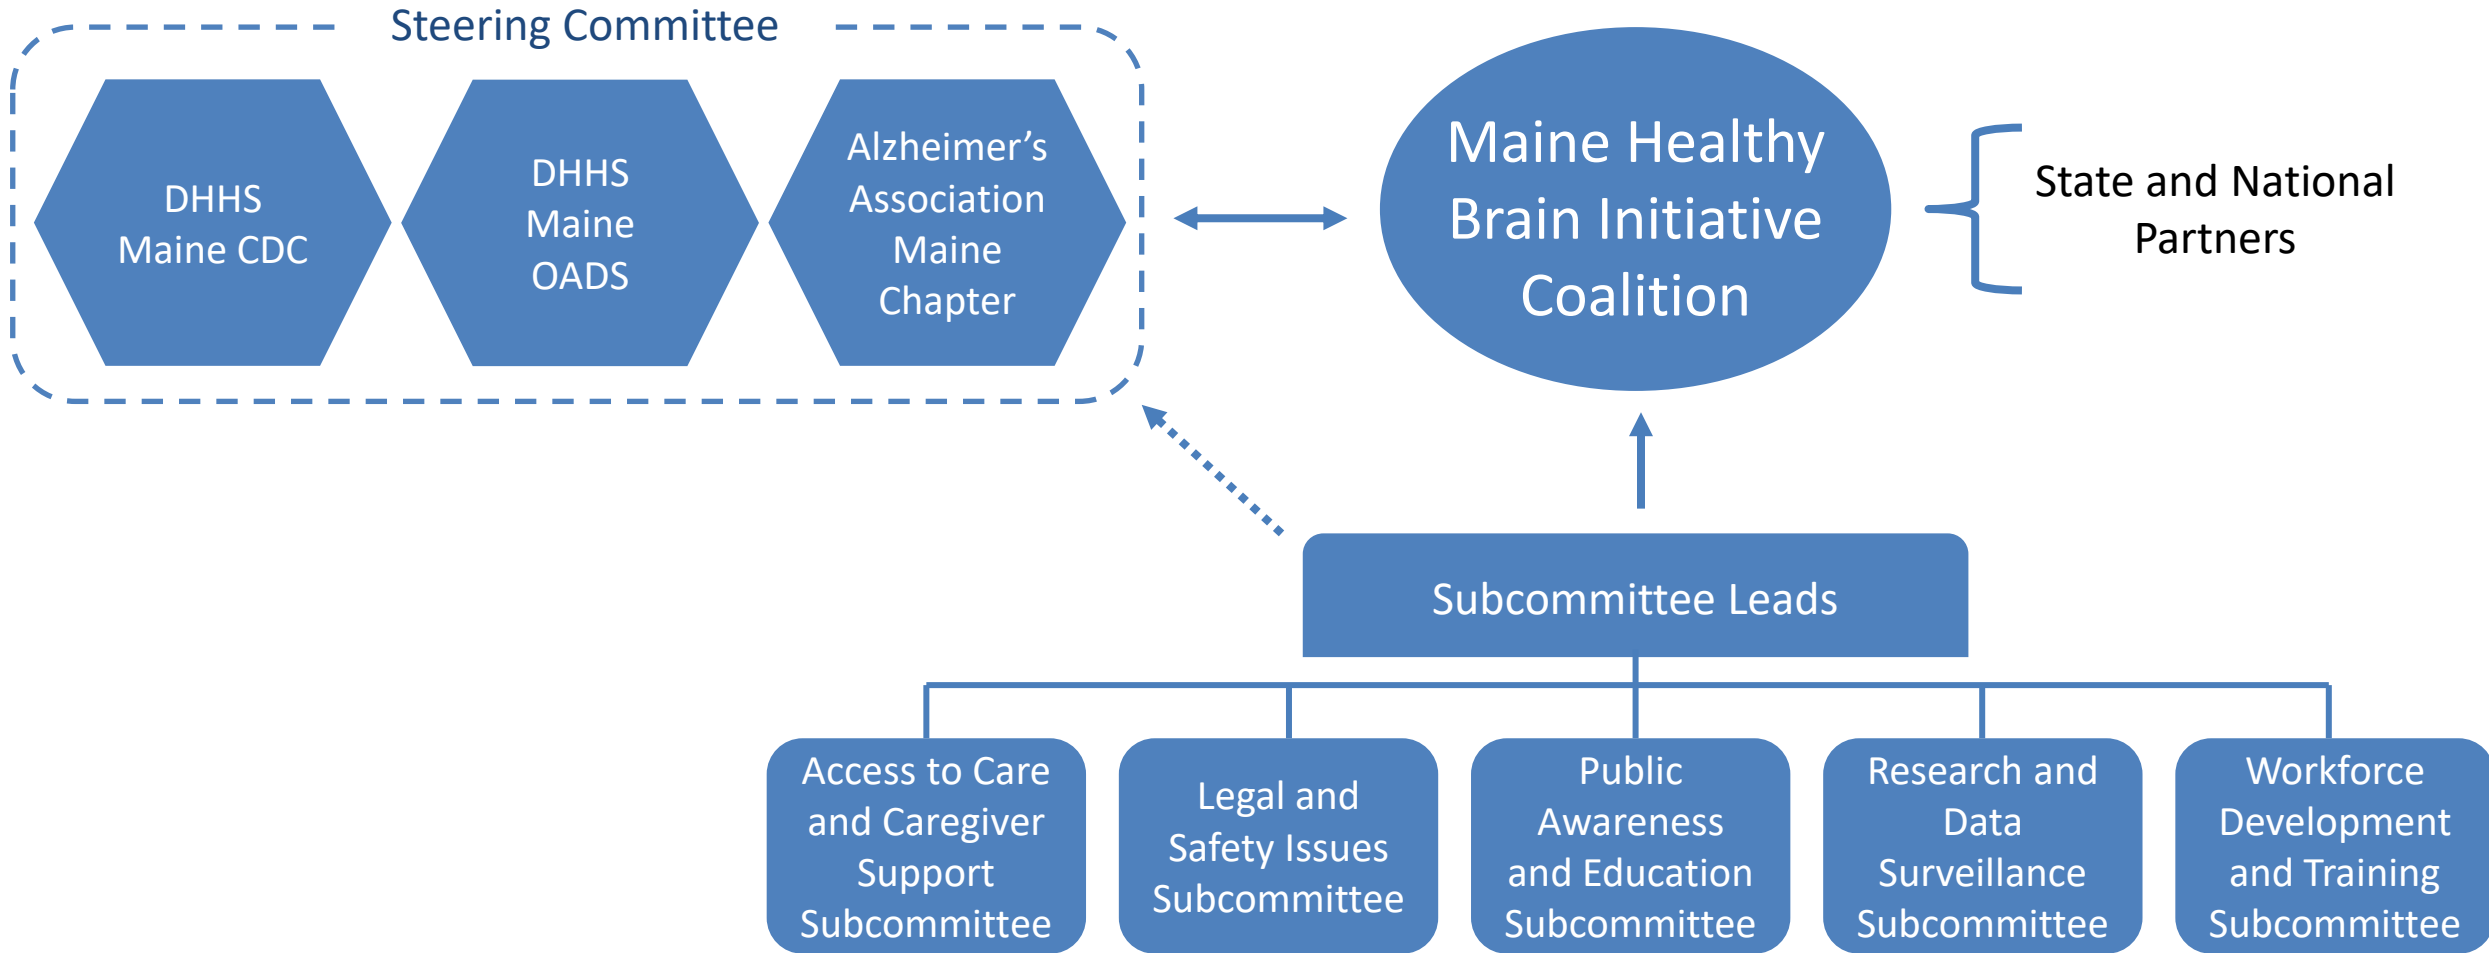 Steering Committee
DHHS
Maine CDC
DHHS
Maine
OADS
Alzheimer’s
Association
Maine
Chapter
Maine Healthy
Brain Initiative
Coalition
State and National
Partners
Subcommittee Leads
Access to Care
and Caregiver
Support
Subcommittee
Legal and
Safety Issues
Subcommittee
Public
Awareness
and Education
Subcommittee
Research and
Data
Surveillance
Subcommittee
Workforce
Development
and Training
Subcommittee